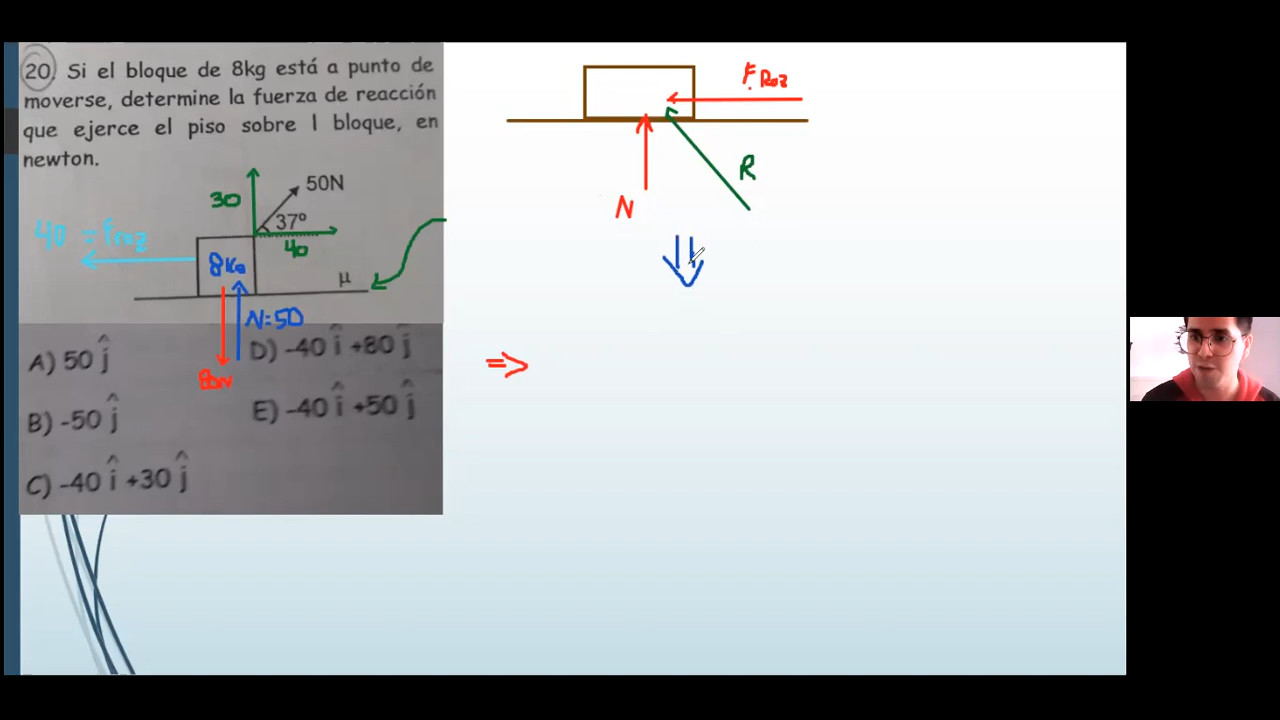 20. Si el bloque de 8kg está a punto de
moverse, determine la fuerza de reacción
que ejerce el piso sobre l bloque, en
newton.
30
50N
37º
40
40 = Froz
8Kg
μ
N=50
80N
A) 50 ĵ
B) -50 ĵ
C) -40 î +30 ĵ
D) -40 î +80 ĵ
E) -40 î +50 ĵ
F.Roz
N
R
=>